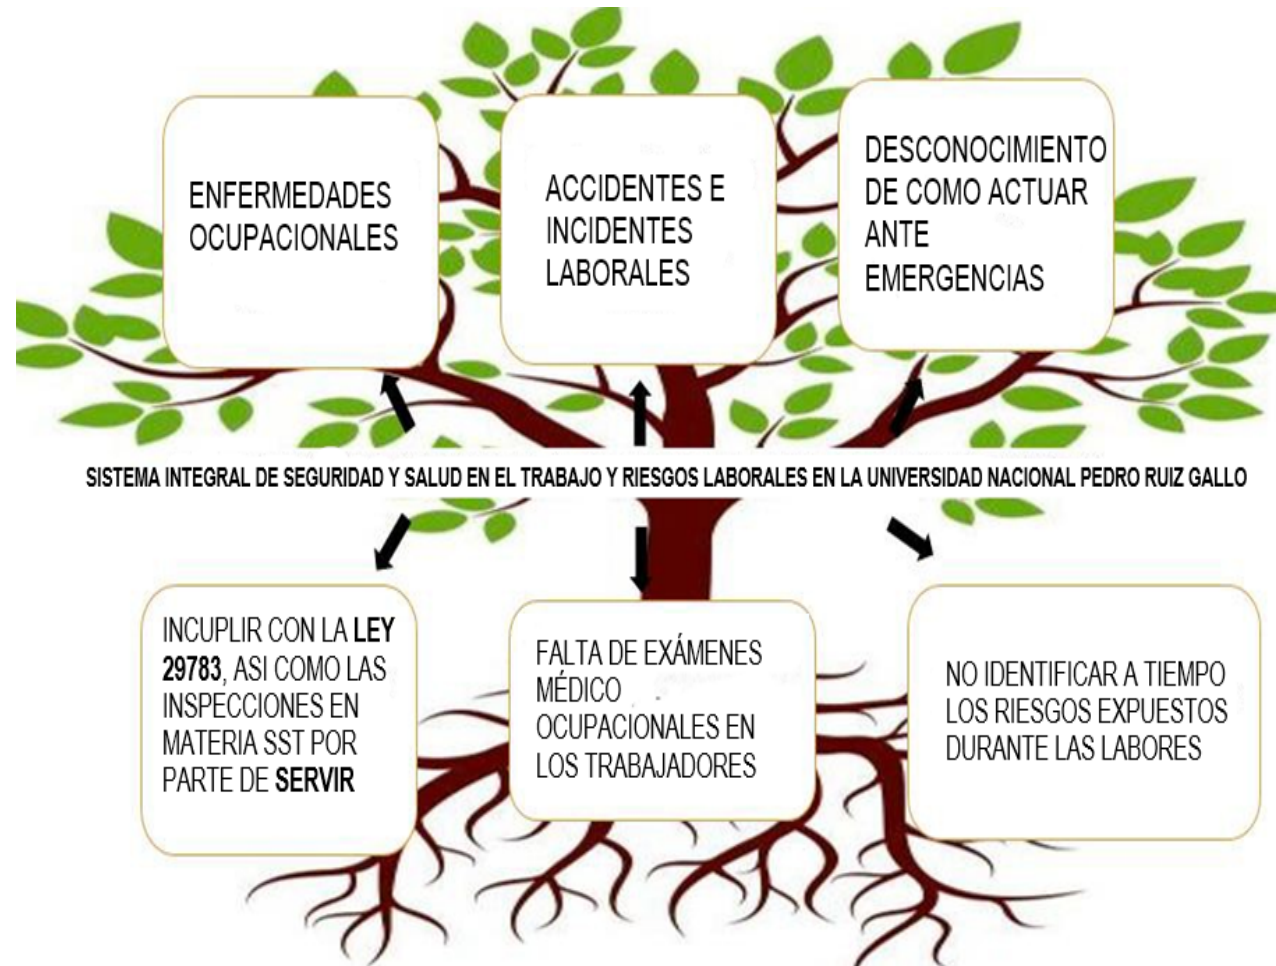 ENFERMEDADES
OCUPACIONALES
ACCIDENTES E
INCIDENTES
LABORALES
DESCONOCIMIENTO
DE COMO ACTUAR
ANTE
EMERGENCIAS
SISTEMA INTEGRAL DE SEGURIDAD Y SALUD EN EL TRABAJO Y RIESGOS LABORALES EN LA UNIVERSIDAD NACIONAL PEDRO RUIZ GALLO
INCUPLIR CON LA LEY
29783, ASI COMO LAS
INSPECCIONES EN
MATERIA SST POR
PARTE DE SERVIR
FALTA DE EXÁMENES
MÉDICO
OCUPACIONALES EN
LOS TRABAJADORES
NO IDENTIFICAR A TIEMPO
LOS RIESGOS EXPUESTOS
DURANTE LAS LABORES